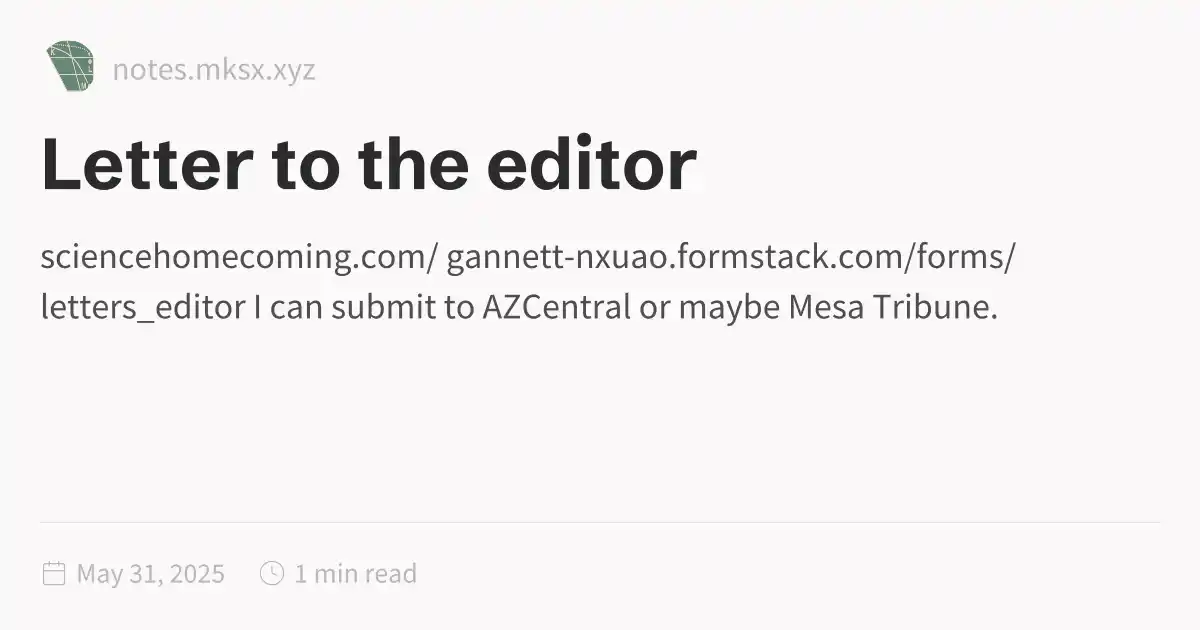 notes.mksx.xyz
Letter to the editor
sciencehomecoming.com/ gannett-nxuao.formstack.com/forms/
letters_editor I can submit to AZCentral or maybe Mesa Tribune.
May 31, 2025
1 min read